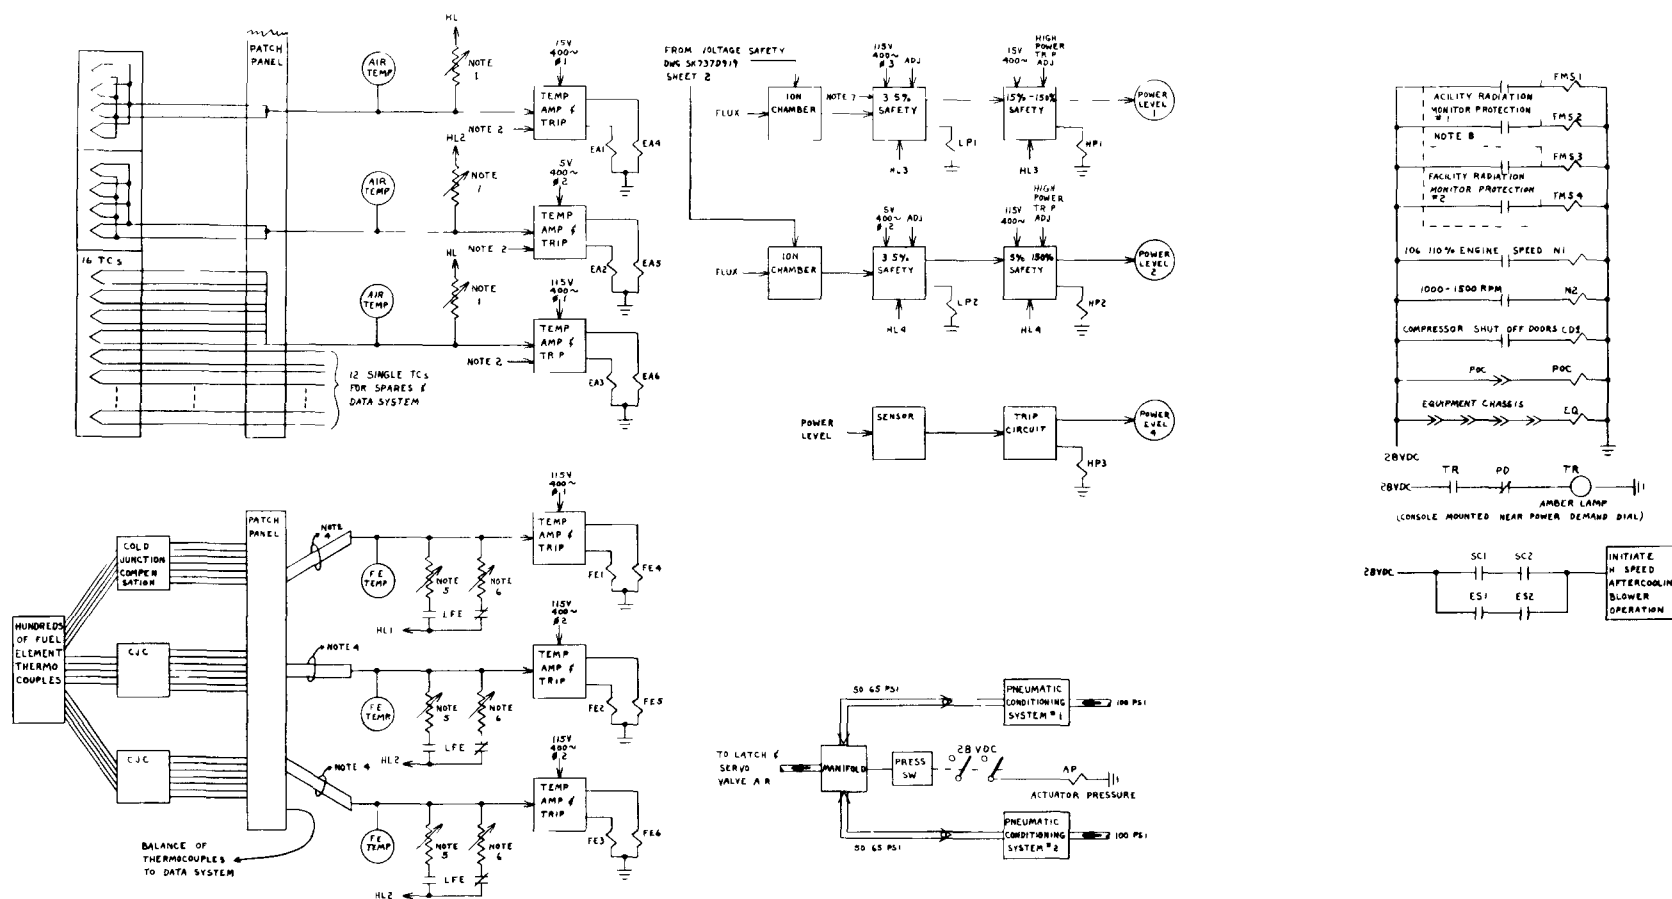 PATCH
PANEL
HL
NOTE
1
AIR
TEMP
15V
400~
ø1
TEMP
AMP &
TRIP
NOTE 2
EA1
EA4
HL2
NOTE
1
AIR
TEMP
5V
400~
ø2
TEMP
AMP &
TRIP
NOTE 2
EA2
EA5
16 TCs
HL
NOTE
1
AIR
TEMP
115V
400~
TEMP
AMP &
TR P
NOTE 2
EA3
EA6
12 SINGLE TCs
FOR SPARES &
DATA SYSTEM
FROM VOLTAGE SAFETY
DWG SK737D919
SHEET 2
FLUX
ION
CHAMBER
NOTE 7
115V
400~
ø3
ADJ
3 5%
SAFETY
HL3
LP1
15V
400~
HIGH
POWER
TR P
ADJ
15% -150%
SAFETY
HL3
HP1
POWER
LEVEL
1
FLUX
ION
CHAMBER
5V
400~
ø2
ADJ
3 5%
SAFETY
HL4
LP2
115V
400~
HIGH
POWER
TR P
ADJ
5% 150%
SAFETY
HL4
HP2
POWER
LEVEL
2
POWER
LEVEL
SENSOR
TRIP
CIRCUIT
HP3
POWER
EVEL
4
FMS1
ACILITY RADIATION
MONITOR PROTECTION
#1
FMS2
NOTE 8
FMS3
FACILITY RADIATION
MONITOR PROTECTION
#2
FMS4
106 110% ENGINE SPEED N1
1000-1500 RPM N2
COMPRESSOR SHUT OFF DOORS CDS
POC POC
EQUIPMENT CHASSIS
EQ
28VDC
28VDC
TR
PD
TR
AMBER LAMP
(CONSOLE MOUNTED NEAR POWER DEMAND DIAL)
28VDC
SC1
SC2
ES1
ES2
INITIATE
H SPEED
AFTERCOOLIN
BLOWER
OPERATION
HUNDREDS
OF FUEL
ELEMENT
THERMO
COUPLES
COLD
JUNCTION
COMPEN
SATION
CJC
CJC
PATCH
PANEL
BALANCE OF
THERMOCOUPLES
TO DATA SYSTEM
NOTE
4
FE
TEMP
NOTE
5
NOTE
6
LFE
HL1
115V
400~
ø1
TEMP
AMP &
TRIP
FE1
FE4
NOTE 4
FE
TEMP
NOTE
5
NOTE
6
LFE
HL2
115V
400~
ø2
TEMP
AMP &
TRIP
FE2
FE5
NOTE 4
FE
TEMP
NOTE
5
NOTE
6
LFE
HL2
115V
400~
ø2
TEMP
AMP &
TRIP
FE3
FE6
50 65 PSI
PNEUMATIC
CONDITIONING
SYSTEM #1
100 PSI
TO LATCH &
SERVO
VALVE A R
MANIFOLD
PRESS
SW
28 VDC
AP
ACTUATOR PRESSURE
50 65 PSI
PNEUMATIC
CONDITIONING
SYSTEM #2
100 PSI